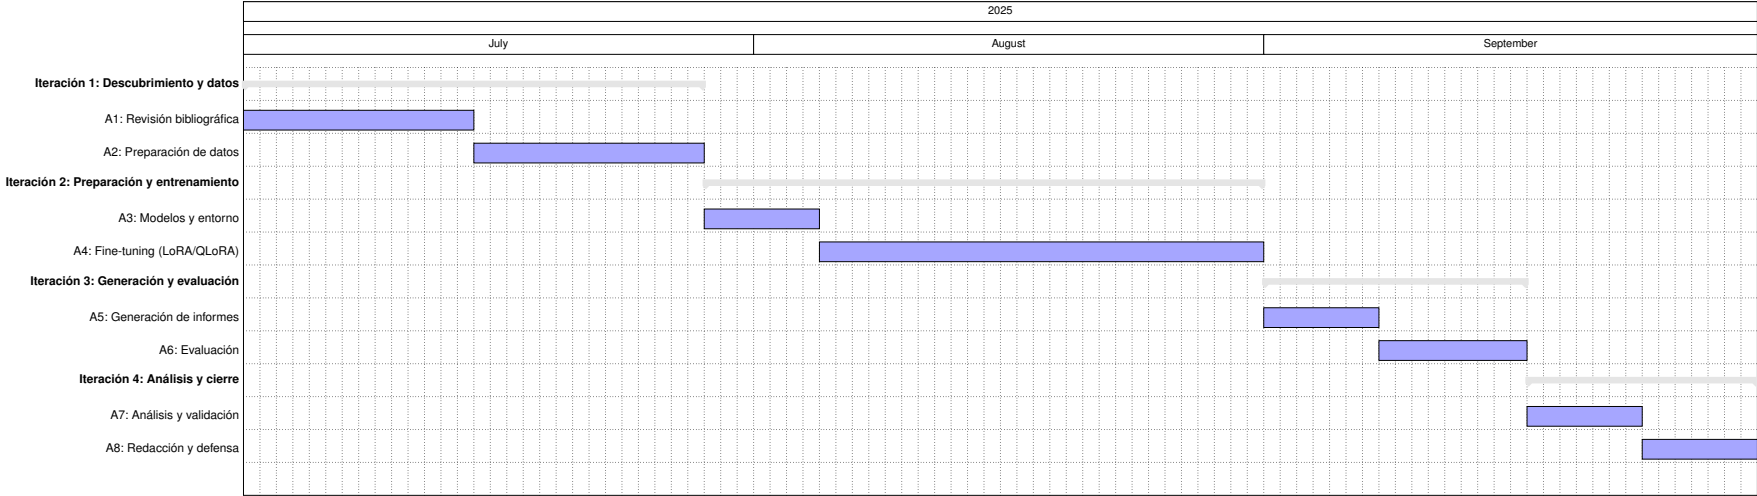 2025
July August September
Iteración 1: Descubrimiento y datos
A1: Revisión bibliográfica
A2: Preparación de datos
Iteración 2: Preparación y entrenamiento
A3: Modelos y entorno
A4: Fine-tuning (LoRA/QLoRA)
Iteración 3: Generación y evaluación
A5: Generación de informes
A6: Evaluación
Iteración 4: Análisis y cierre
A7: Análisis y validación
A8: Redacción y defensa